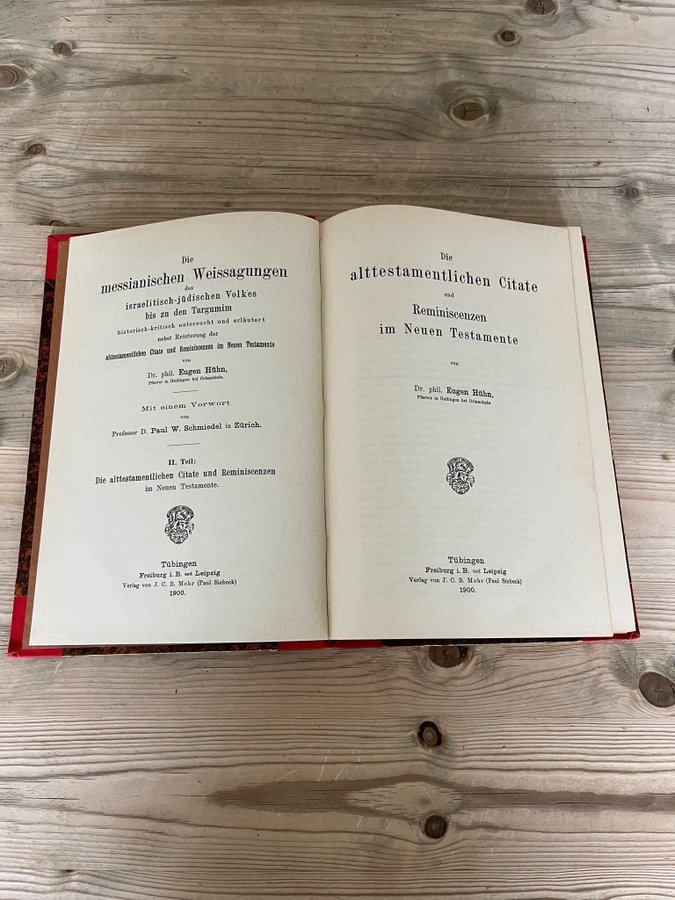 Die
messianischen Weissagungen
des
israelitisch-jüdischen Volkes
bis zu den Targumim
historisch-kritisch untersucht und erläutert
nebst Erörterung der
alttestamentlichen Citate und Reminiscenzen im Neuen Testamente
von
Dr. phil. Eugen Hühn,
Pfarrer in Heilingen bei Orlamünde.
Mit einem Vorwort
von
Professor D. Paul W. Schmiedel in Zürich.
II. Teil:
Die alttestamentlichen Citate und Reminiscenzen
im Neuen Testamente.
Tübingen
Freiburg i. B. und Leipzig
Verlag von J. C. B. Mohr (Paul Siebeck)
1900.
Die
alttestamentlichen Citate
und
Reminiscenzen
im Neuen Testamente
von
Dr. phil. Eugen Hühn,
Pfarrer in Heilingen bei Orlamünde.
Tübingen
Freiburg i. B. und Leipzig
Verlag von J. C. B. Mohr (Paul Siebeck)
1900.